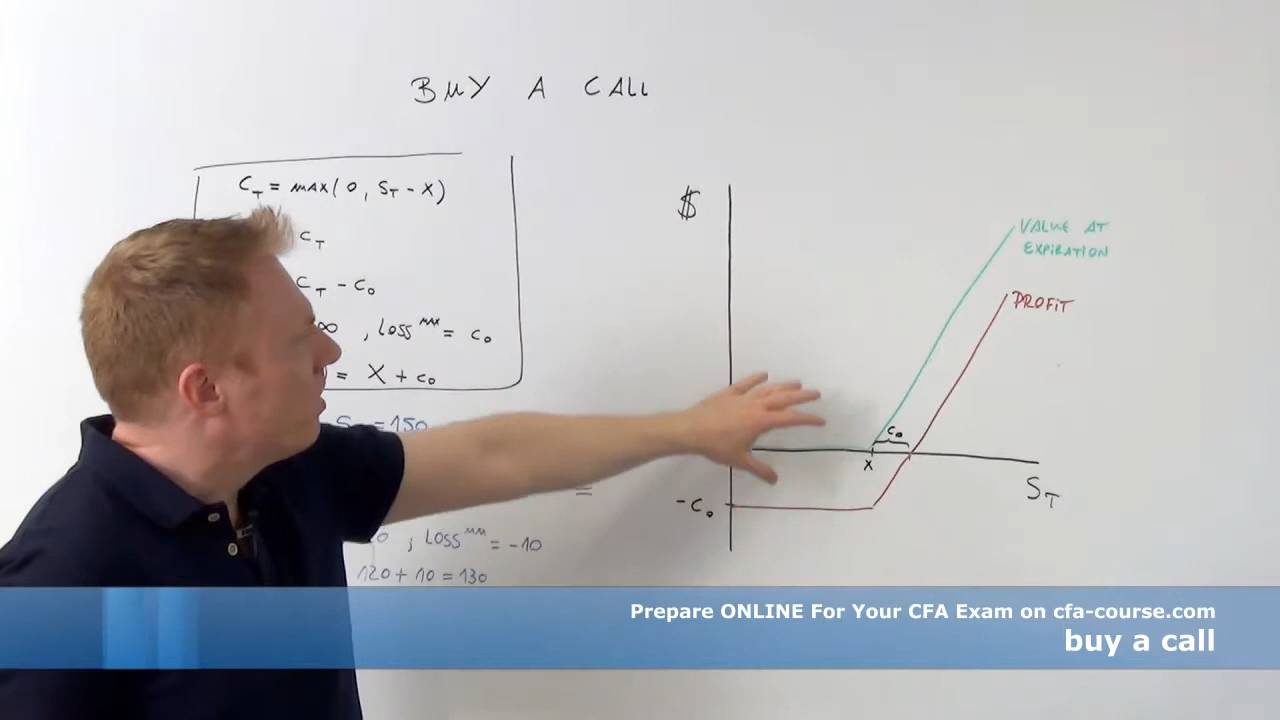 BUY A CALL
C_T = MAX(0, S_T - X)
C_T
C_T - C_0
∞ , LOSS^MAX = C_0
= X + C_0
=150
=
; LOSS^MAX = -10
120 + 10 = 130
$
VALUE AT
EXPIRATION
PROFIT
C_0
X
S_T
-C_0
Prepare ONLINE For Your CFA Exam on cfa-course.com
buy a call